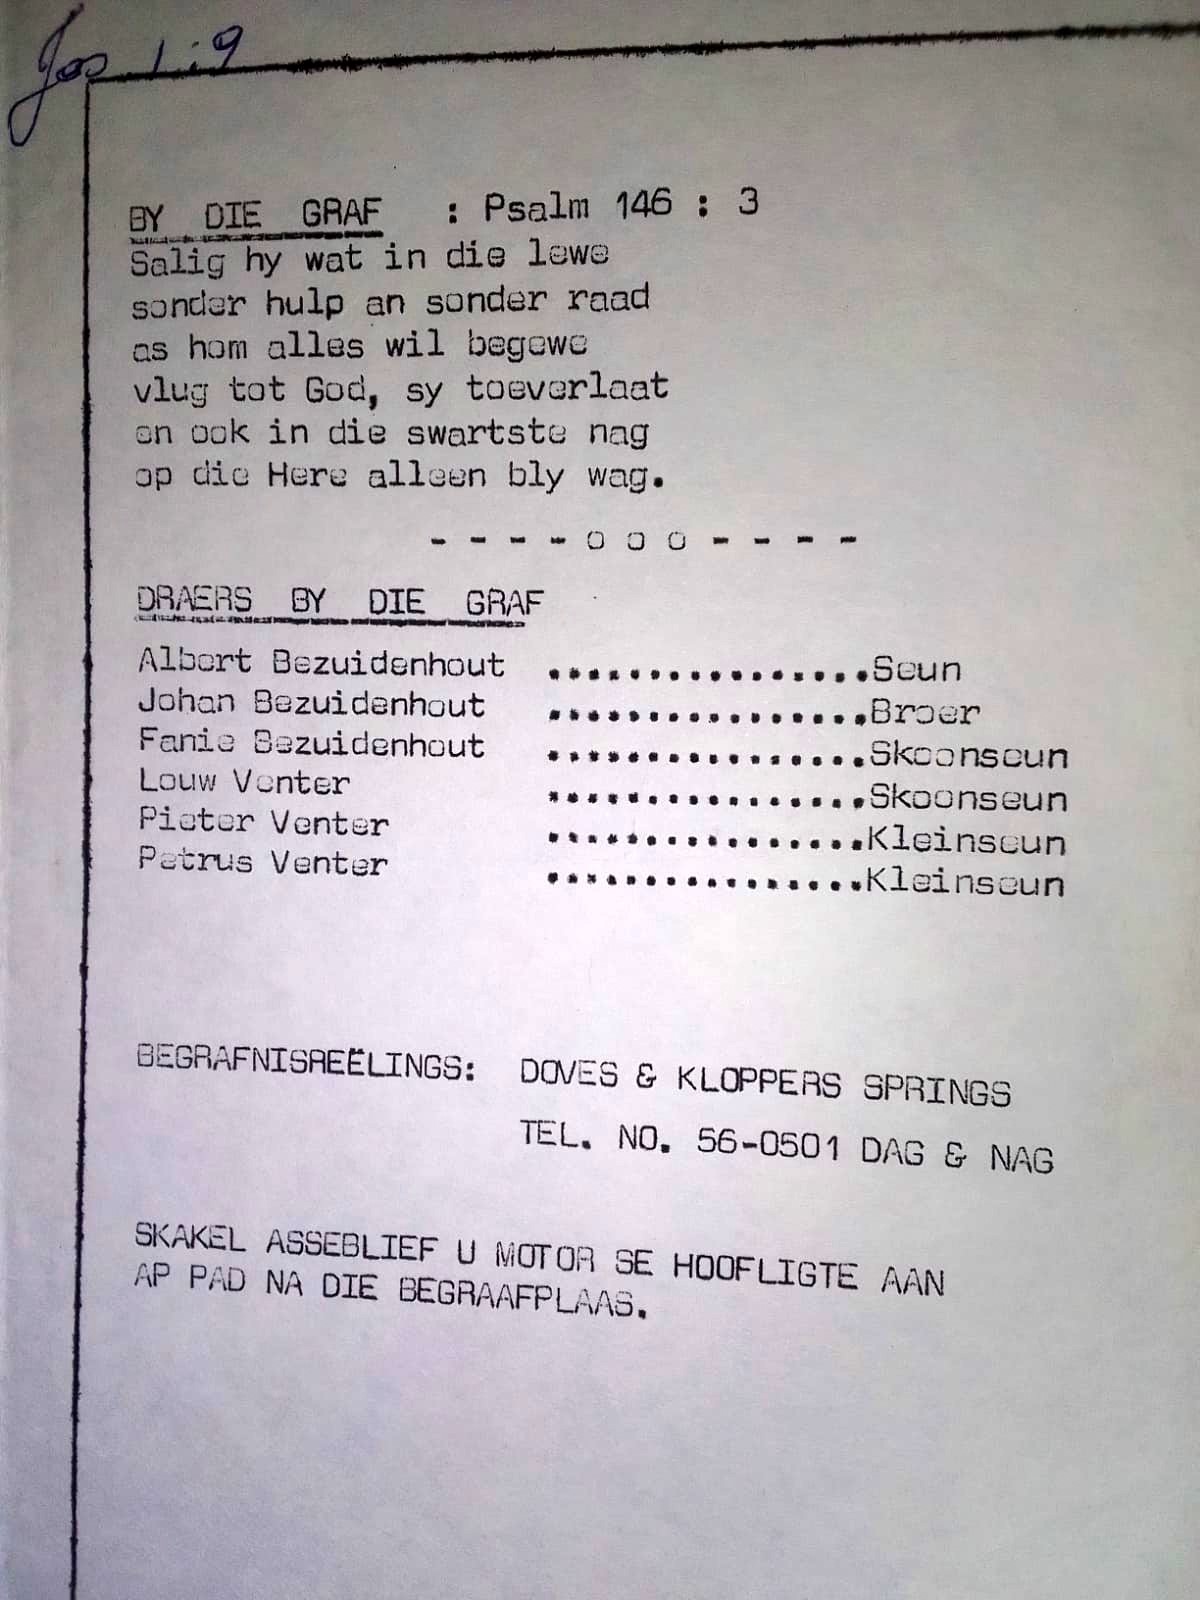 Jos 1:9
BY DIE GRAF : Psalm 146 : 3
Salig hy wat in die lewe
sonder hulp an sonder raad
as hom alles wil begewe
vlug tot God, sy toeverlaat
en ook in die swartste nag
op die Here alleen bly wag.
- - - - o o o - - - -
DRAERS BY DIE GRAF
Albert Bezuidenhout ................Seun
Johan Bezuidenhout ................Broer
Fanie Bezuidenhout ................Skoonseun
Louw Venter ................Skoonseun
Pieter Venter ................Kleinseun
Petrus Venter ................Kleinseun
BEGRAFNISREËLINGS: DOVES & KLOPPERS SPRINGS
TEL. NO. 56-0501 DAG & NAG
SKAKEL ASSEBLIEF U MOTOR SE HOOFLIGTE AAN
AP PAD NA DIE BEGRAAFPLAAS.